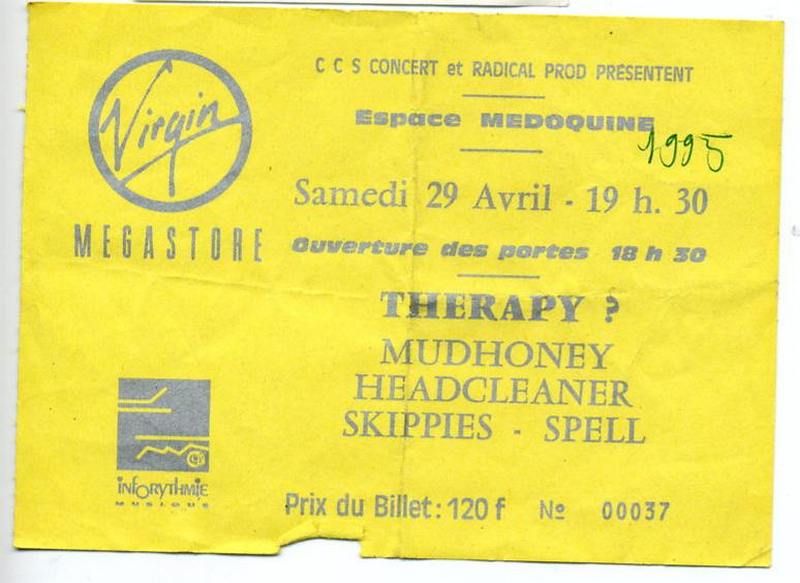 Virgin
MEGASTORE
C C S CONCERT et RADICAL PROD PRESENTENT
Espace MEDOQUINE
1995
Samedi 29 Avril - 19 h. 30
Ouverture des portes 18 h 30
THERAPY ?
MUDHONEY
HEADCLEANER
SKIPPIES - SPELL
INFORYTHMIE
MUSIQUE
Prix du Billet: 120 f № 00037